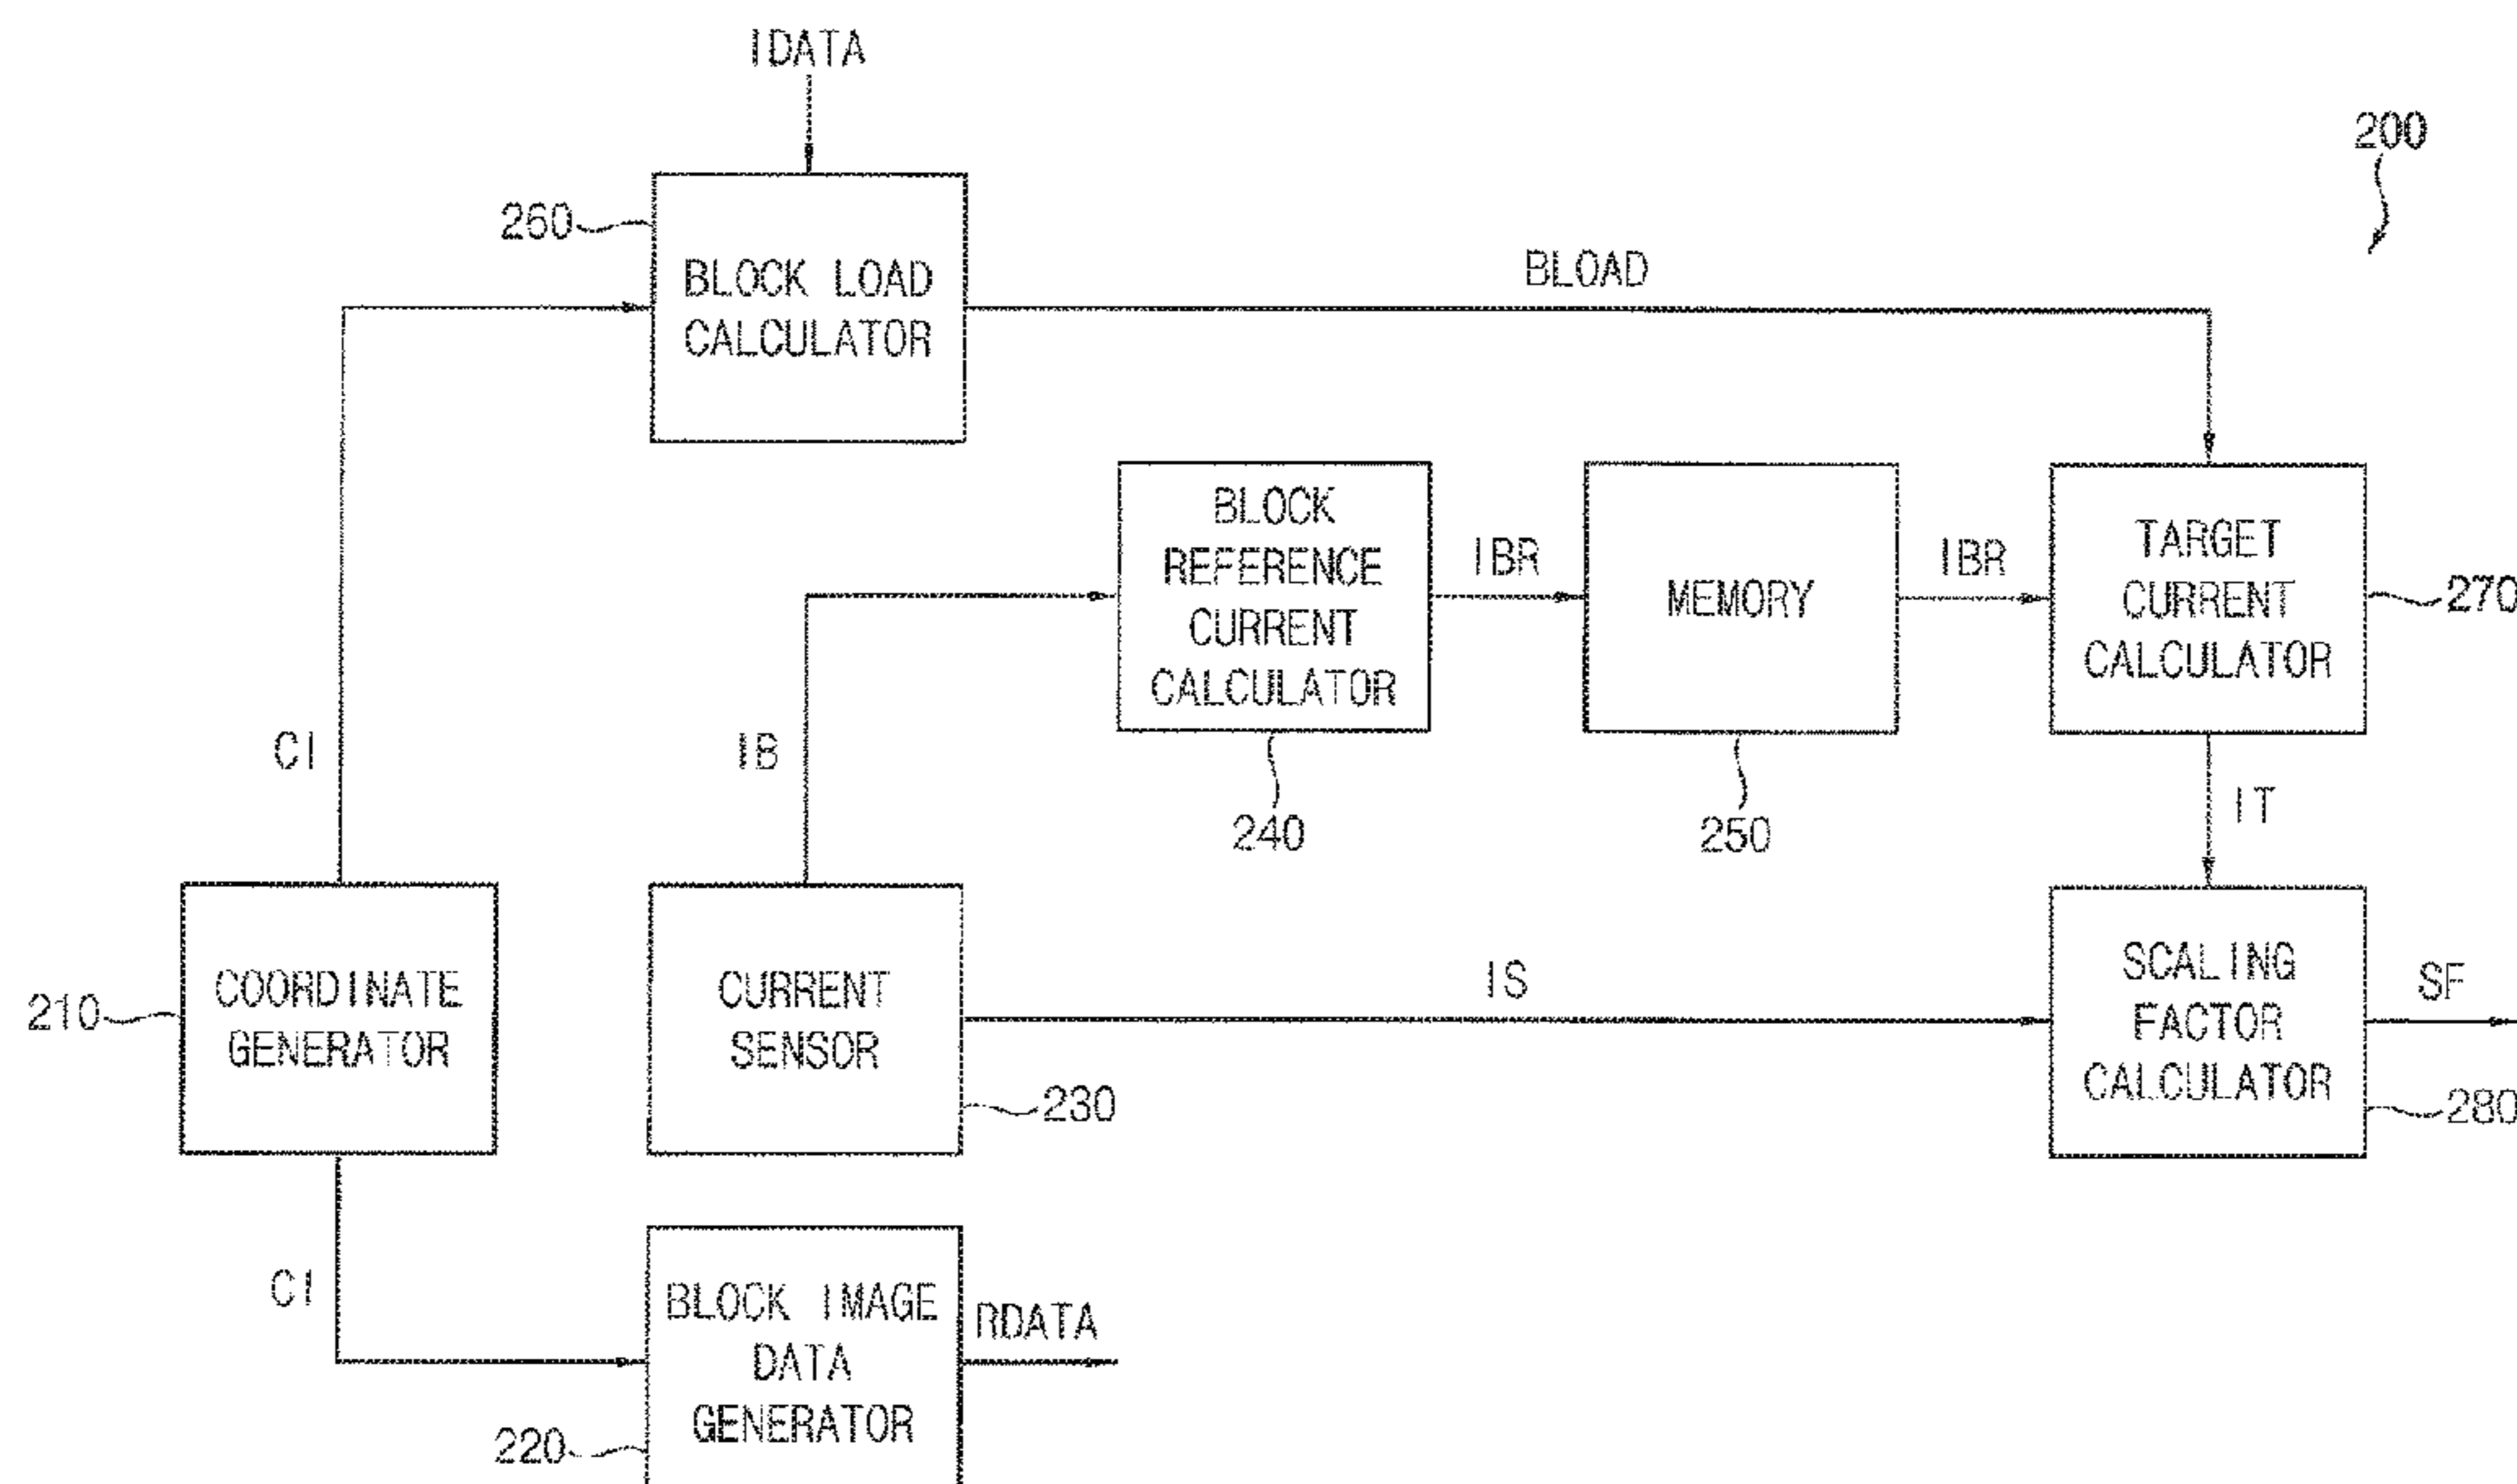 IDATA
200
260
BLOCK LOAD
CALCULATOR
BLOAD
BLOCK
REFERENCE
CURRENT
CALCULATOR
IBR
MEMORY
IBR
TARGET
CURRENT
CALCULATOR
270
CI
IB
240
250
IT
210
COORDINATE
GENERATOR
CURRENT
SENSOR
230
IS
SCALING
FACTOR
CALCULATOR
SF
280
CI
BLOCK IMAGE
DATA
GENERATOR
RDATA
220